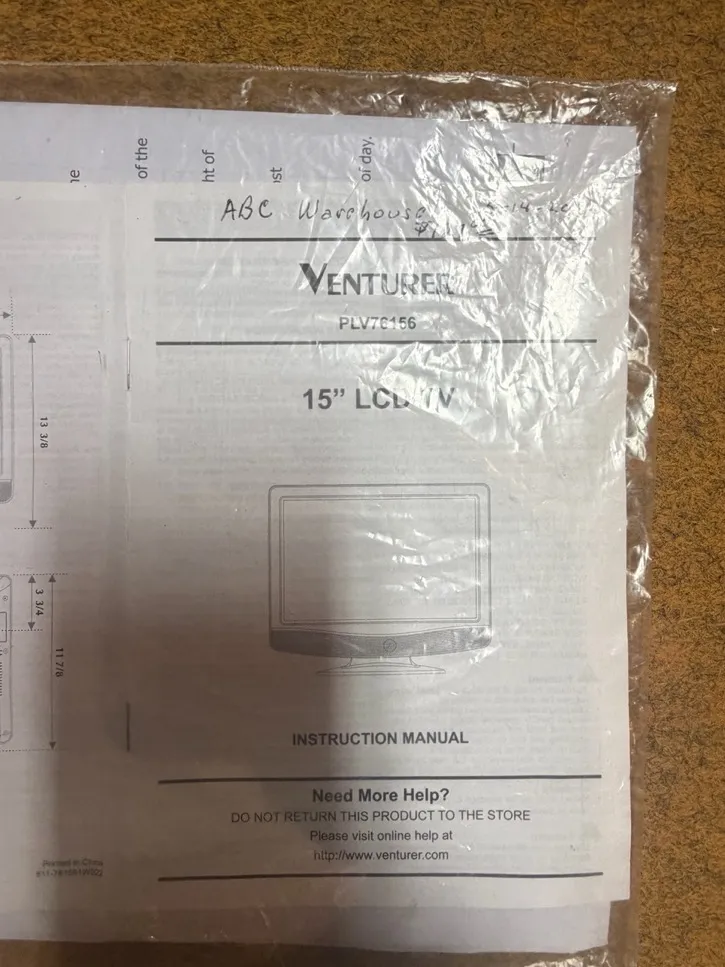 of the
ht of
of day.
ABC Warehouse
VENTURER
PLV76156
15" LCD TV
13 3/8
3 3/4
11 7/8
INSTRUCTION MANUAL
Need More Help?
DO NOT RETURN THIS PRODUCT TO THE STORE
Please visit online help at
http://www.venturer.com
Printed In China